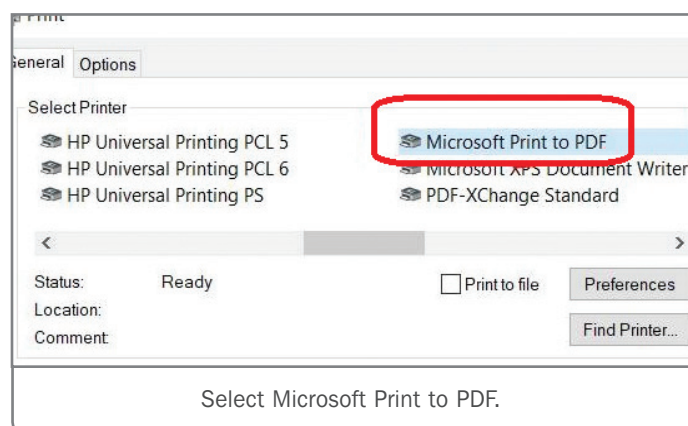 Print
General Options
Select Printer
HP Universal Printing PCL 5
HP Universal Printing PCL 6
HP Universal Printing PS
Microsoft Print to PDF
Microsoft XPS Document Writer
PDF-XChange Standard
Status: Ready
Location:
Comment:
Print to file
Preferences
Find Printer...
Select Microsoft Print to PDF.